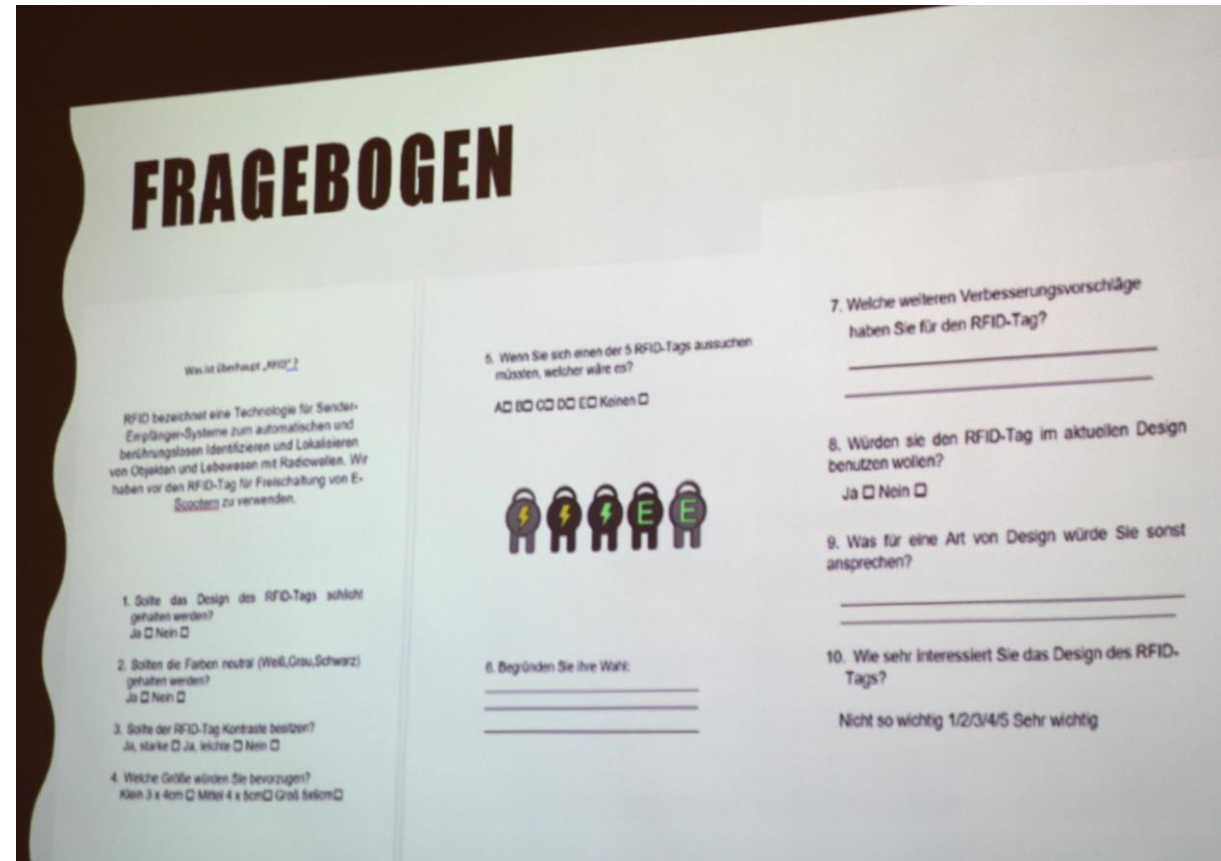 FRAGEBOGEN
Was ist überhaupt „RFID“ ?
RFID bezeichnet eine Technologie für Sender-
Empfänger-Systeme zum automatischen und
berührungslosen Identifizieren und Lokalisieren
von Objekten und Lebewesen mit Radiowellen. Wir
haben vor den RFID-Tag für Freischaltung von E-
Scootern zu verwenden.
1. Sollte das Design des RFID-Tags schlicht
gehalten werden?
Ja ☐ Nein ☐
2. Sollten die Farben neutral (Weiß,Grau,Schwarz)
gehalten werden?
Ja ☐ Nein ☐
3. Sollte der RFID-Tag Kontraste besitzen?
Ja, starke ☐ Ja, leichte ☐ Nein ☐
4. Welche Größe würden Sie bevorzugen?
Klein 3 x 4cm ☐ Mittel 4 x 5cm☐ Groß 5x6cm☐
5. Wenn Sie sich einen der 5 RFID-Tags aussuchen
müssten, welcher wäre es?
A☐ B☐ C☐ D☐ E☐ Keinen ☐
E E
6. Begründen Sie ihre Wahl:
7. Welche weiteren Verbesserungsvorschläge
haben Sie für den RFID-Tag?
8. Würden sie den RFID-Tag im aktuellen Design
benutzen wollen?
Ja ☐ Nein ☐
9. Was für eine Art von Design würde Sie sonst
ansprechen?
10. Wie sehr interessiert Sie das Design des RFID-
Tags?
Nicht so wichtig 1/2/3/4/5 Sehr wichtig